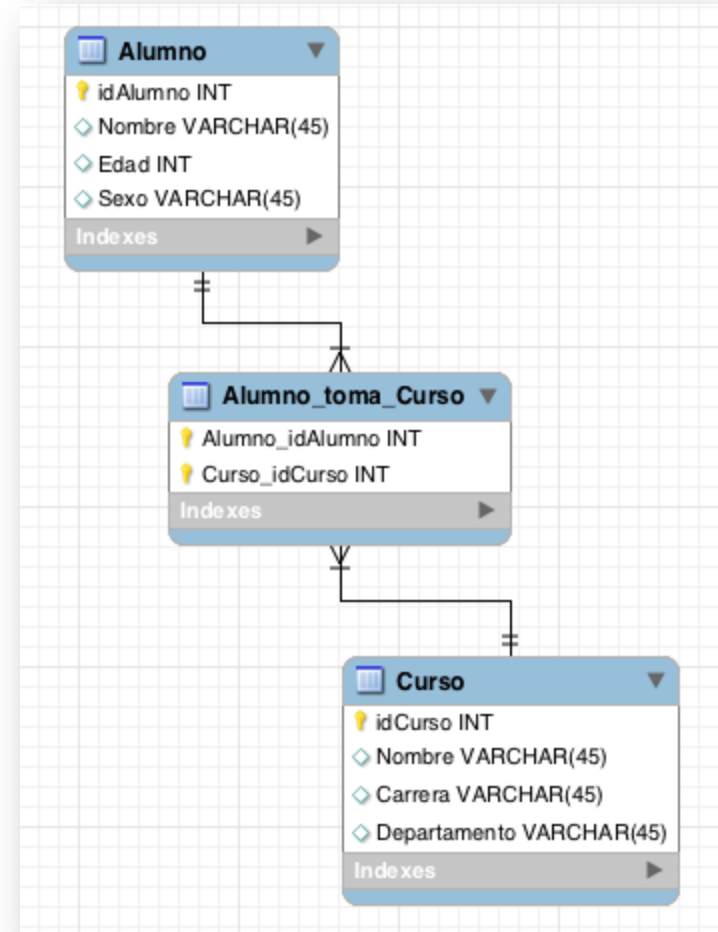 Alumno
idAlumno INT
Nombre VARCHAR(45)
Edad INT
Sexo VARCHAR(45)
Indexes
Alumno_toma_Curso
Alumno_idAlumno INT
Curso_idCurso INT
Indexes
Curso
idCurso INT
Nombre VARCHAR(45)
Carrera VARCHAR(45)
Departamento VARCHAR(45)
Indexes